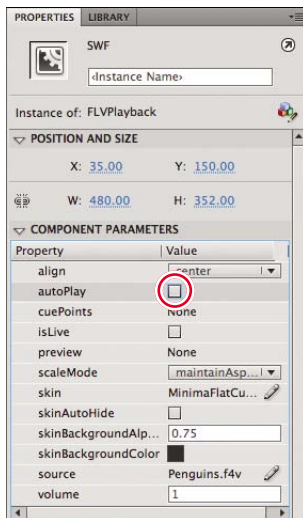 PROPERTIES LIBRARY
SWF
<Instance Name>
Instance of: FLVPlayback
POSITION AND SIZE
X: 35.00 Y: 150.00
W: 480.00 H: 352.00
COMPONENT PARAMETERS
Property Value
align center
autoPlay
cuePoints None
isLive
preview None
scaleMode maintainAsp...
skin MinimaFlatCu...
skinAutoHide
skinBackgroundAlp... 0.75
skinBackgroundColor
source Penguins.f4v
volume 1